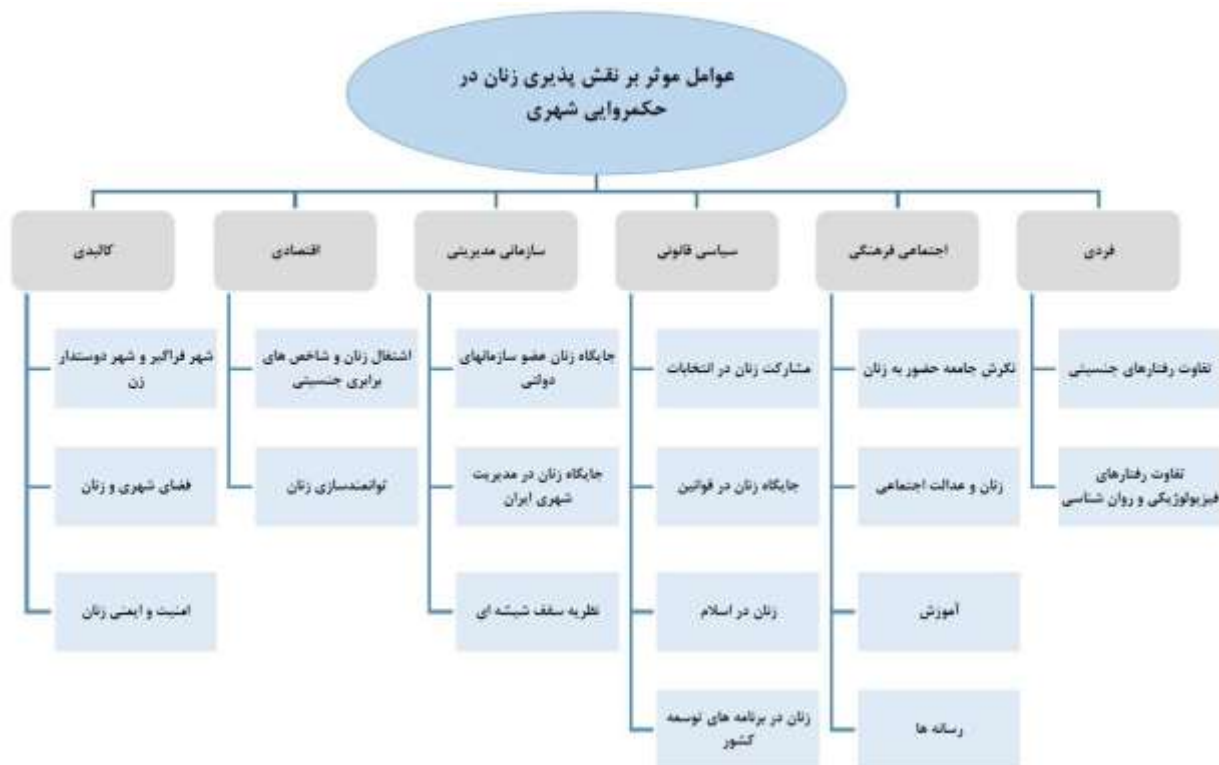 عوامل موثر بر نقش پذیری زنان در
حکمروایی شهری
فردی
اجتماعی فرهنگی
سیاسی قانونی
سازمانی مدیریتی
اقتصادی
کالبدی
تفاوت رفتارهای جنسیتی
تفاوت رفتارهای
فیزیولوژیکی و روان شناسی
نگرش جامعه حضور به زنان
زنان و عدالت اجتماعی
آموزش
رسانه ها
مشارکت زنان در انتخابات
جایگاه زنان در قوانین
زنان در اسلام
زنان در برنامه های توسعه
کشور
جایگاه زنان عضو سازمانهای
دولتی
جایگاه زنان در مدیریت
شهری ایران
نظریه سقف شیشه ای
اشتغال زنان و شاخص های
برابری جنسیتی
توانمندسازی زنان
شهر فراگیر و شهر دوستدار
زن
فضای شهری و زنان
امنیت و ایمنی زنان